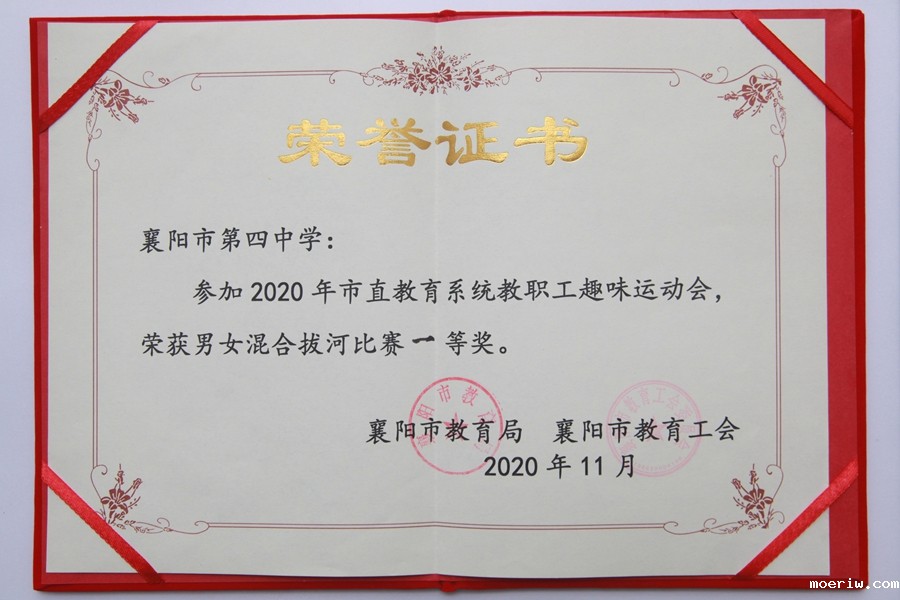 荣誉证书
襄阳市第四中学：
参加2020年市直教育系统教职工趣味运动会，
荣获男女混合拔河比赛一等奖。
襄阳市教育局 襄阳市教育工会
2020年11月
moeriw.com